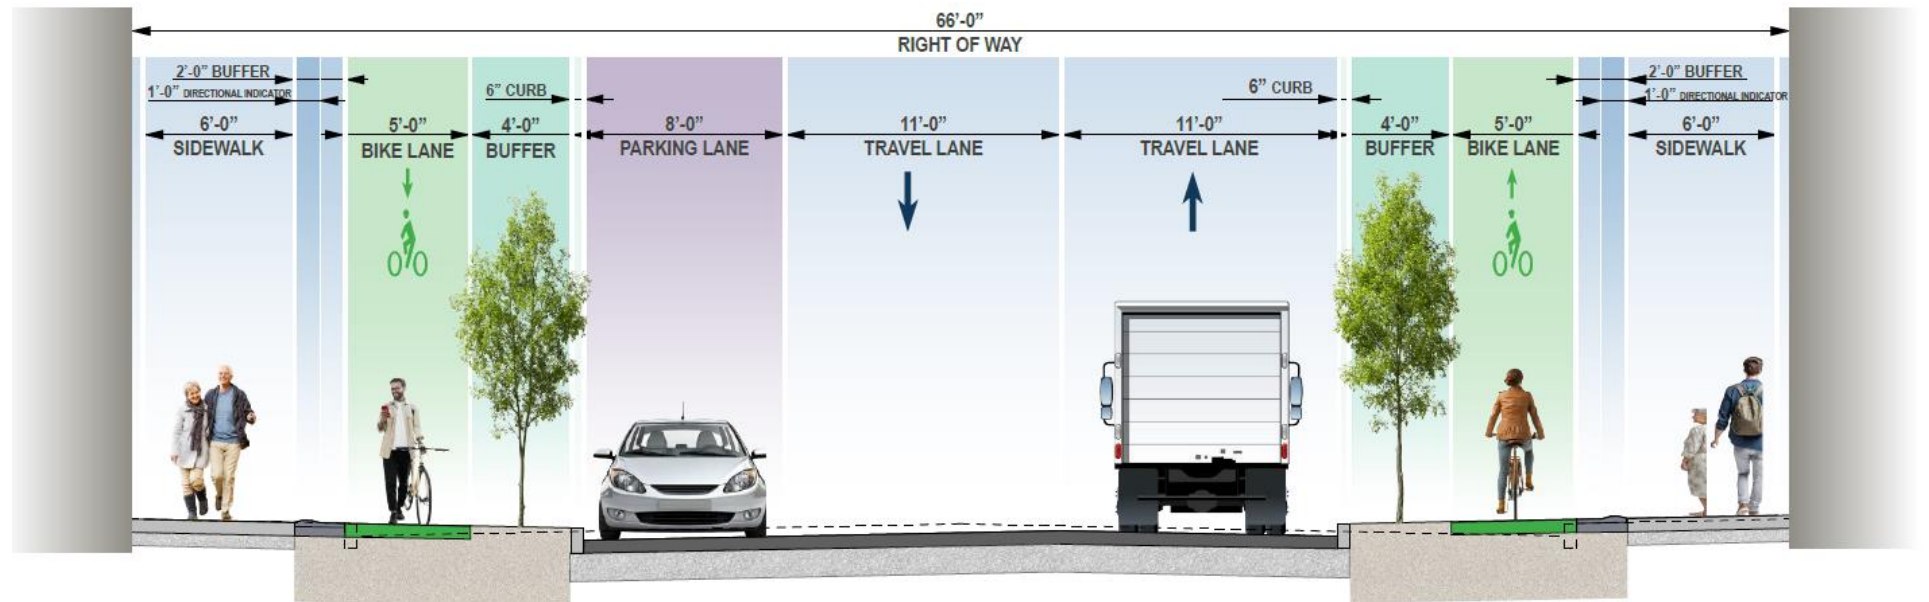 66'-0”
RIGHT OF WAY
2'-0” BUFFER
1'-0” DIRECTIONAL INDICATOR
6'-0”
SIDEWALK
5'-0”
BIKE LANE
4'-0”
BUFFER
6” CURB
8'-0”
PARKING LANE
11'-0”
TRAVEL LANE
11'-0”
TRAVEL LANE
6” CURB
4'-0”
BUFFER
5'-0”
BIKE LANE
2'-0” BUFFER
1'-0” DIRECTIONAL INDICATOR
6'-0”
SIDEWALK